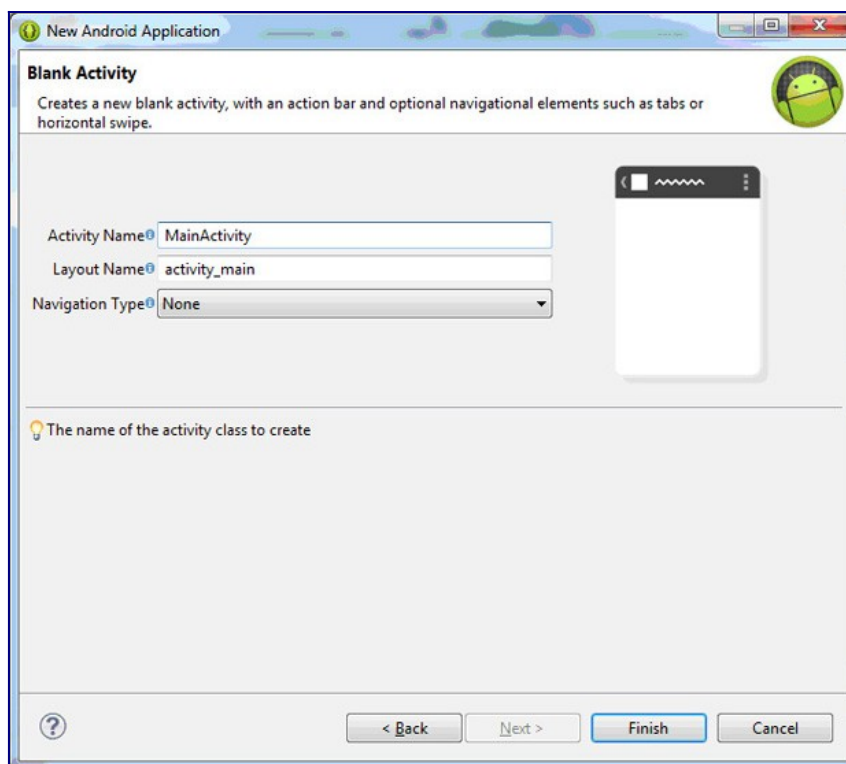 New Android Application
Blank Activity
Creates a new blank activity, with an action bar and optional navigational elements such as tabs or
horizontal swipe.
Activity Name MainActivity
Layout Name activity_main
Navigation Type None
The name of the activity class to create
? < Back Next > Finish Cancel